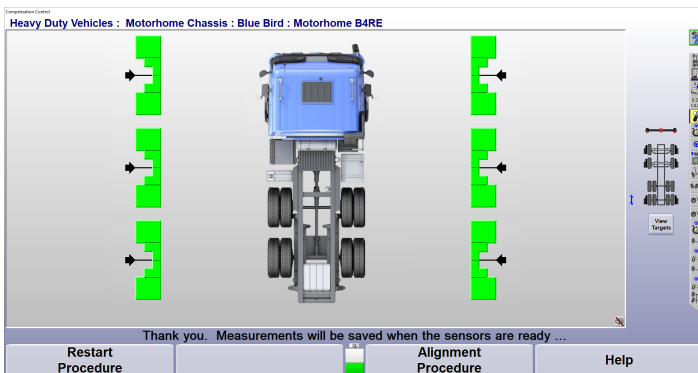 Compensation Control
Heavy Duty Vehicles : Motorhome Chassis : Blue Bird : Motorhome B4RE
View
Targets
Thank you. Measurements will be saved when the sensors are ready ...
Restart
Procedure
Alignment
Procedure
Help